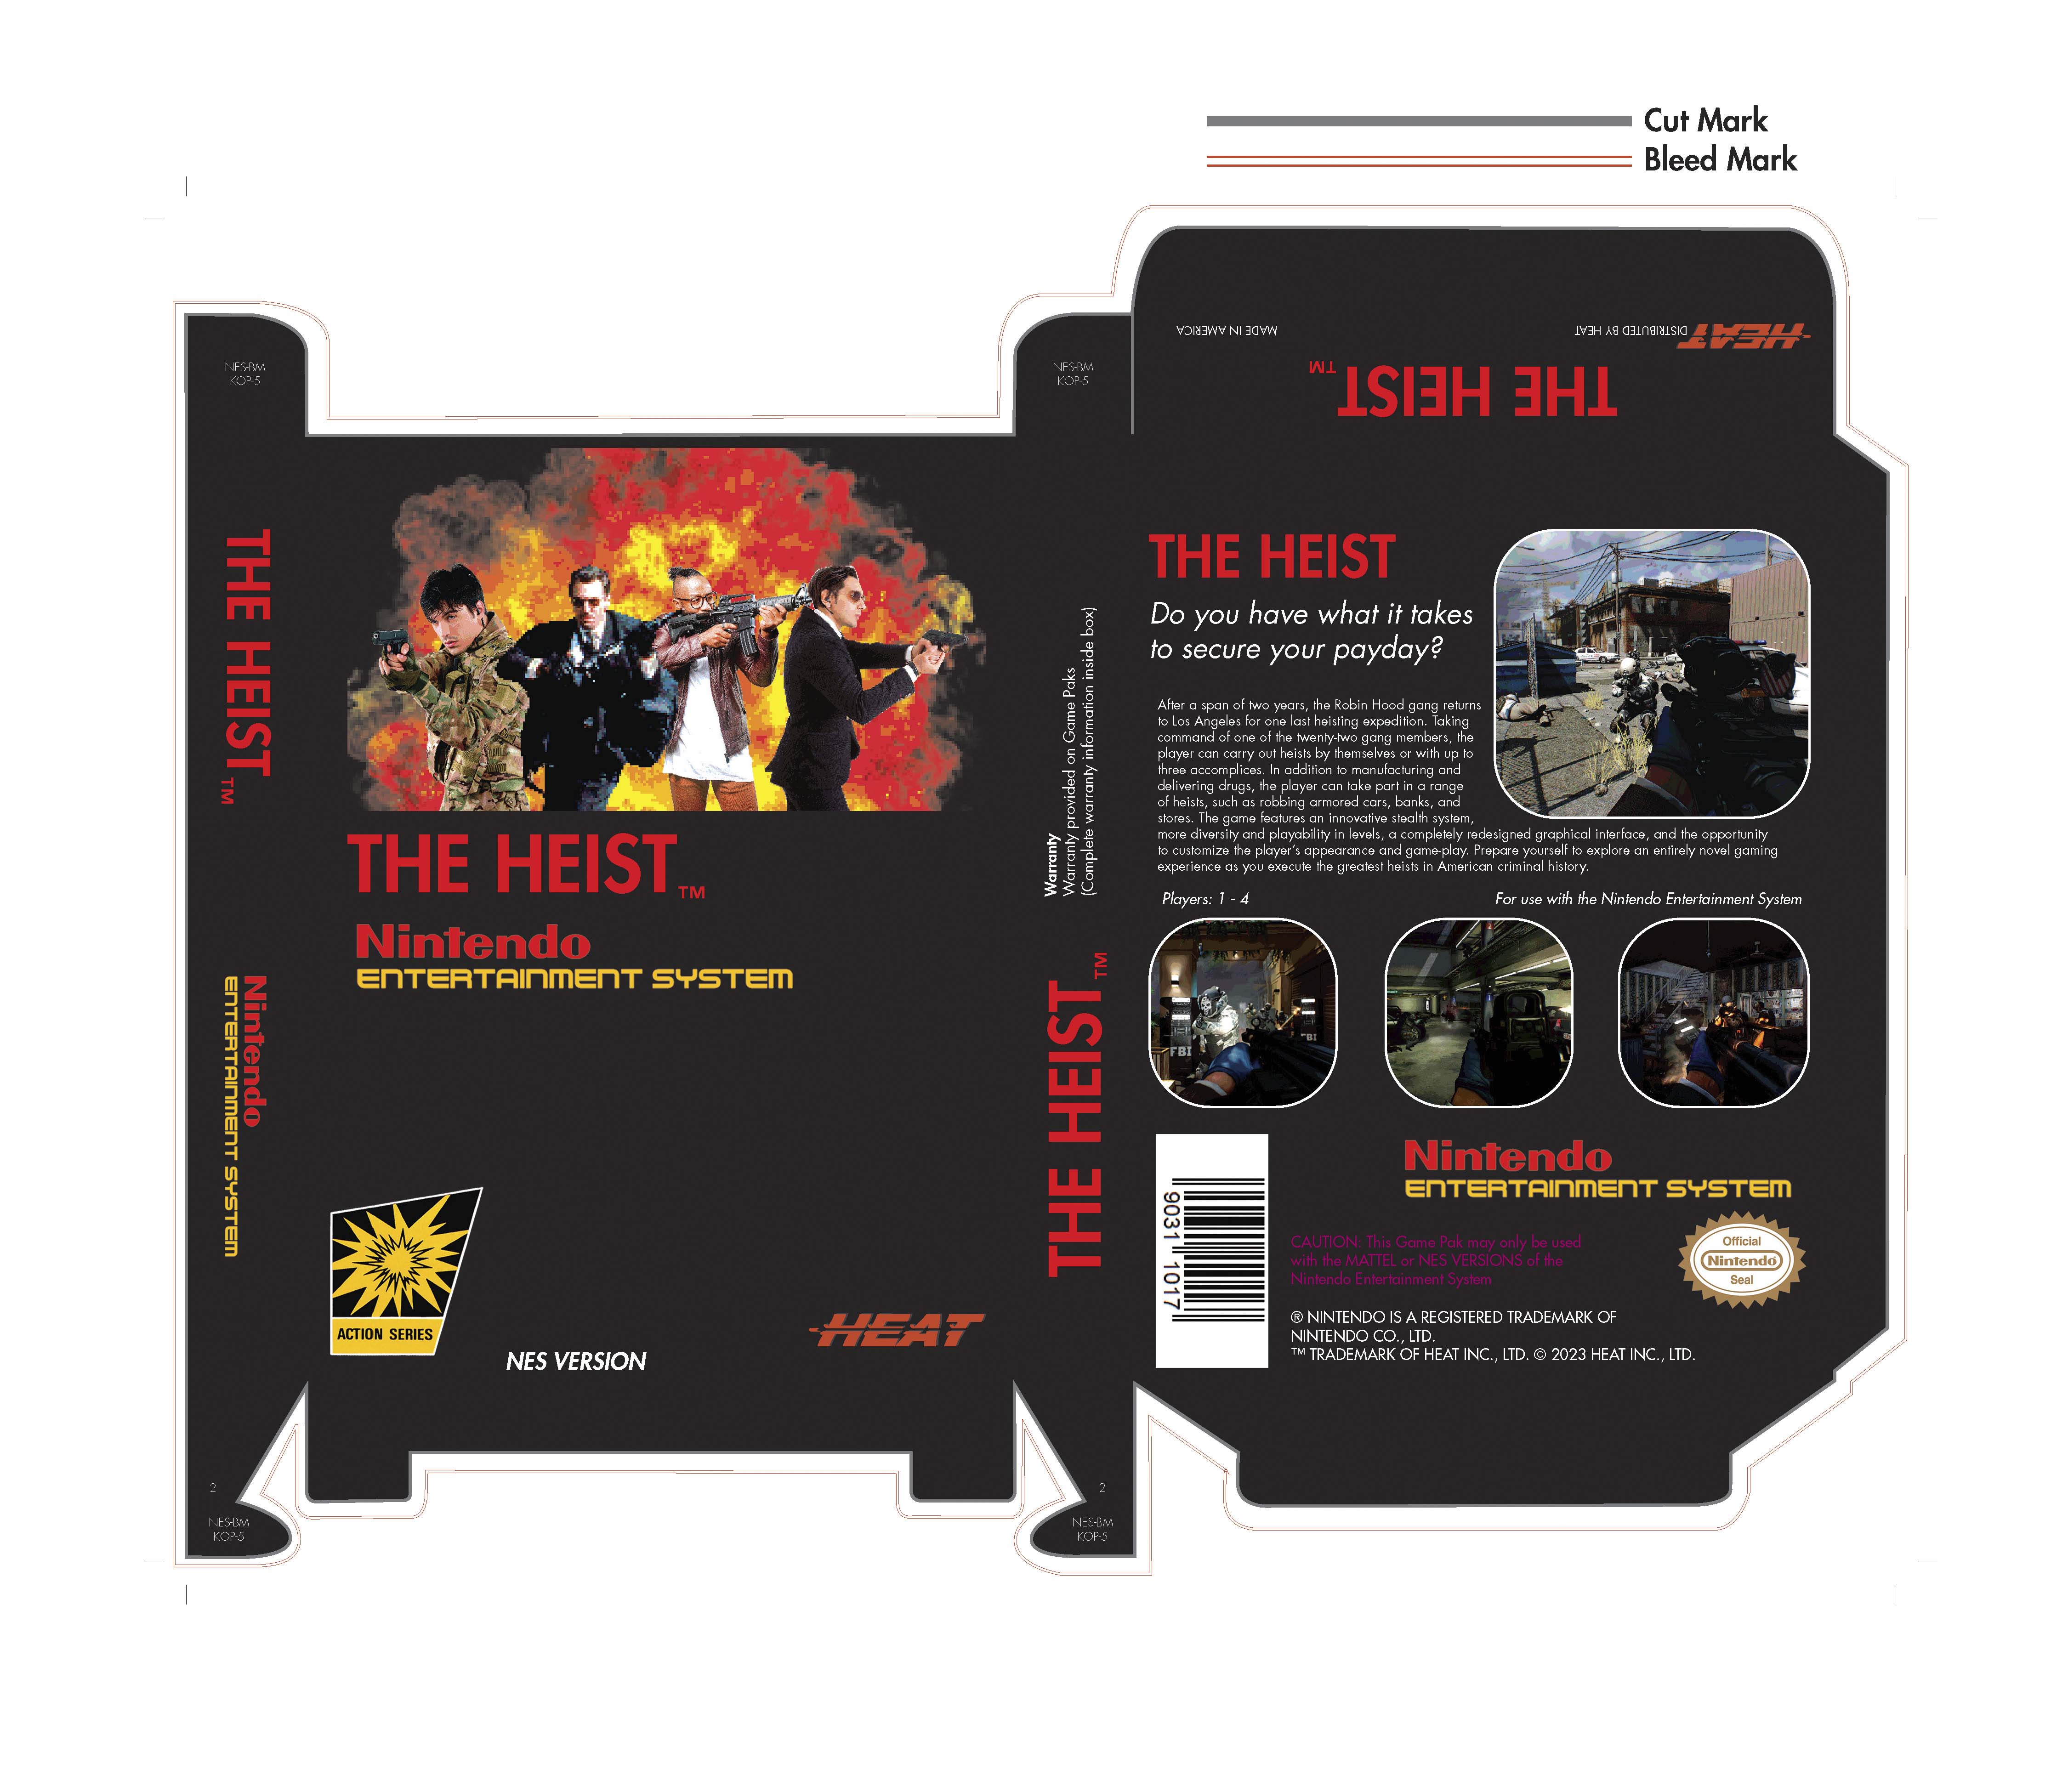 Cut Mark
Bleed Mark
NES-BM
KOP-5
THE HEIST™
Nintendo
ENTERTAINMENT SYSTEM
2
NES-BM
KOP-5
THE HEIST™
Nintendo
ENTERTAINMENT SYSTEM
ACTION SERIES
NES VERSION
HEAT
NES-BM
KOP-5
Warranty
Warranty provided on Game Paks
(Complete warranty information inside box)
THE HEIST™
2
NES-BM
KOP-5
MADE IN AMERICA
DISTRIBUTED BY HEAT
HEAT
THE HEIST™
THE HEIST
Do you have what it takes
to secure your payday?
After a span of two years, the Robin Hood gang returns
to Los Angeles for one last heisting expedition. Taking
command of one of the twenty-two gang members, the
player can carry out heists by themselves or with up to
three accomplices. In addition to manufacturing and
delivering drugs, the player can take part in a range
of heists, such as robbing armored cars, banks, and
stores. The game features an innovative stealth system,
more diversity and playability in levels, a completely redesigned graphical interface, and the opportunity
to customize the player's appearance and game-play. Prepare yourself to explore an entirely novel gaming
experience as you execute the greatest heists in American criminal history.
Players: 1 - 4
For use with the Nintendo Entertainment System
FBI
FBI
Nintendo
ENTERTAINMENT SYSTEM
9031 1017
CAUTION: This Game Pak may only be used
with the MATTEL or NES VERSIONS of the
Nintendo Entertainment System
Official
Nintendo
Seal
® NINTENDO IS A REGISTERED TRADEMARK OF
NINTENDO CO., LTD.
™ TRADEMARK OF HEAT INC., LTD. © 2023 HEAT INC., LTD.